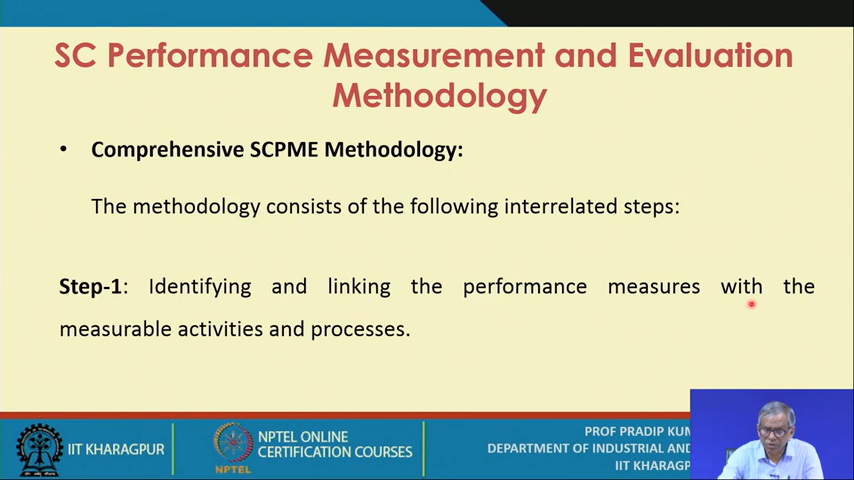 SC Performance Measurement and Evaluation
Methodology
• Comprehensive SCPME Methodology:
The methodology consists of the following interrelated steps:
Step-1: Identifying and linking the performance measures with the
measurable activities and processes.
IIT KHARAGPUR
NPTEL
NPTEL ONLINE
CERTIFICATION COURSES
PROF PRADIP KUM
DEPARTMENT OF INDUSTRIAL AND
IIT KHARAGP